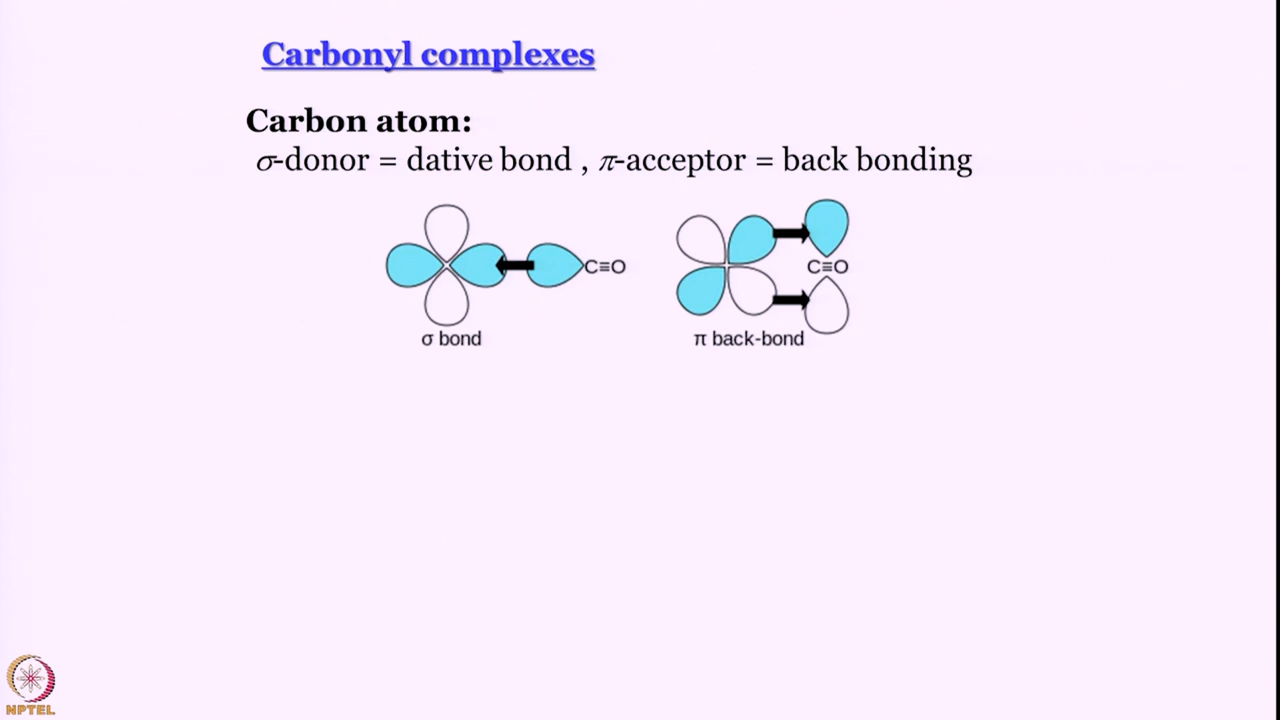 Carbonyl complexes
Carbon atom:
σ-donor = dative bond , π-acceptor = back bonding
C≡O
C≡O
σ bond
π back-bond
NPTEL